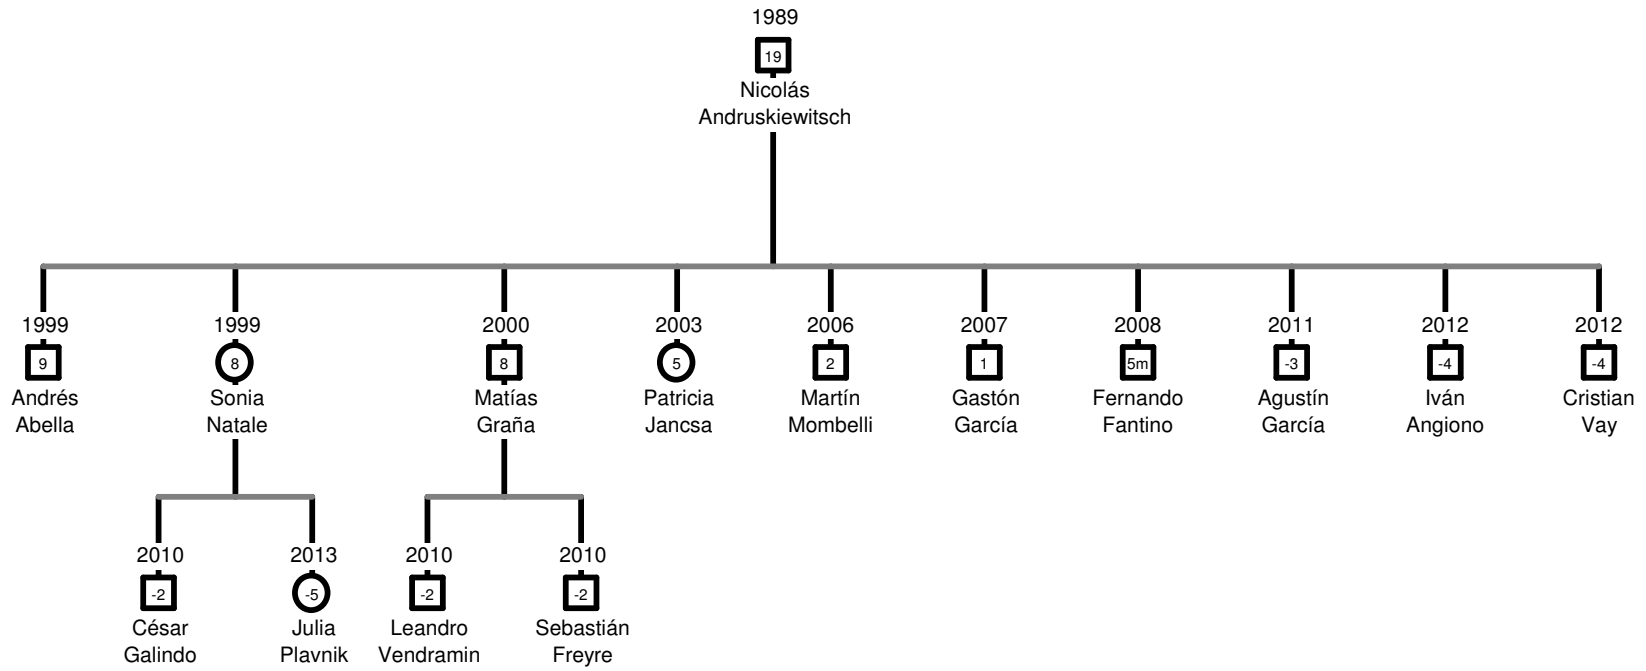 1989
19
Nicolás
Andruskiewitsch
1999
9
Andrés
Abella
1999
8
Sonia
Natale
2000
8
Matías
Graña
2003
5
Patricia
Jancsa
2006
2
Martín
Mombelli
2007
1
Gastón
García
2008
5m
Fernando
Fantino
2011
-3
Agustín
García
2012
-4
Iván
Angiono
2012
-4
Cristian
Vay
2010
-2
César
Galindo
2013
-5
Julia
Plavnik
2010
-2
Leandro
Vendramin
2010
-2
Sebastián
Freyre